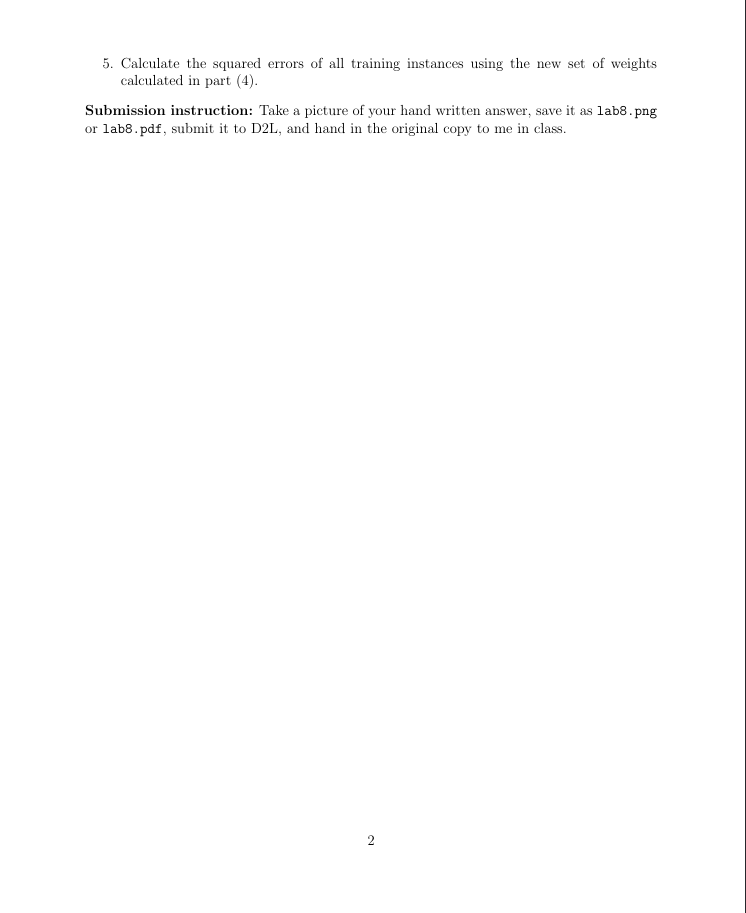 5. Calculate the squared errors of all training instances using the new set of weights
calculated in part (4).
Submission instruction: Take a picture of your hand written answer, save it as lab8.png
or lab8.pdf, submit it to D2L, and hand in the original copy to me in class.
2